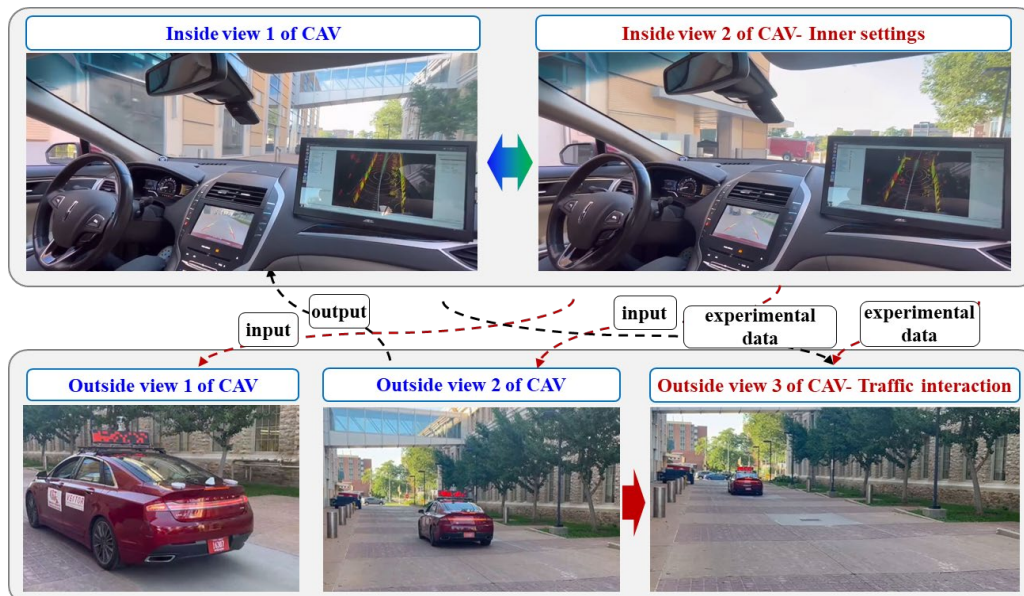 Inside view 1 of CAV
Inside view 2 of CAV- Inner settings
output
input
input
experimental
data
experimental
data
Outside view 1 of CAV
Outside view 2 of CAV
Outside view 3 of CAV- Traffic interaction